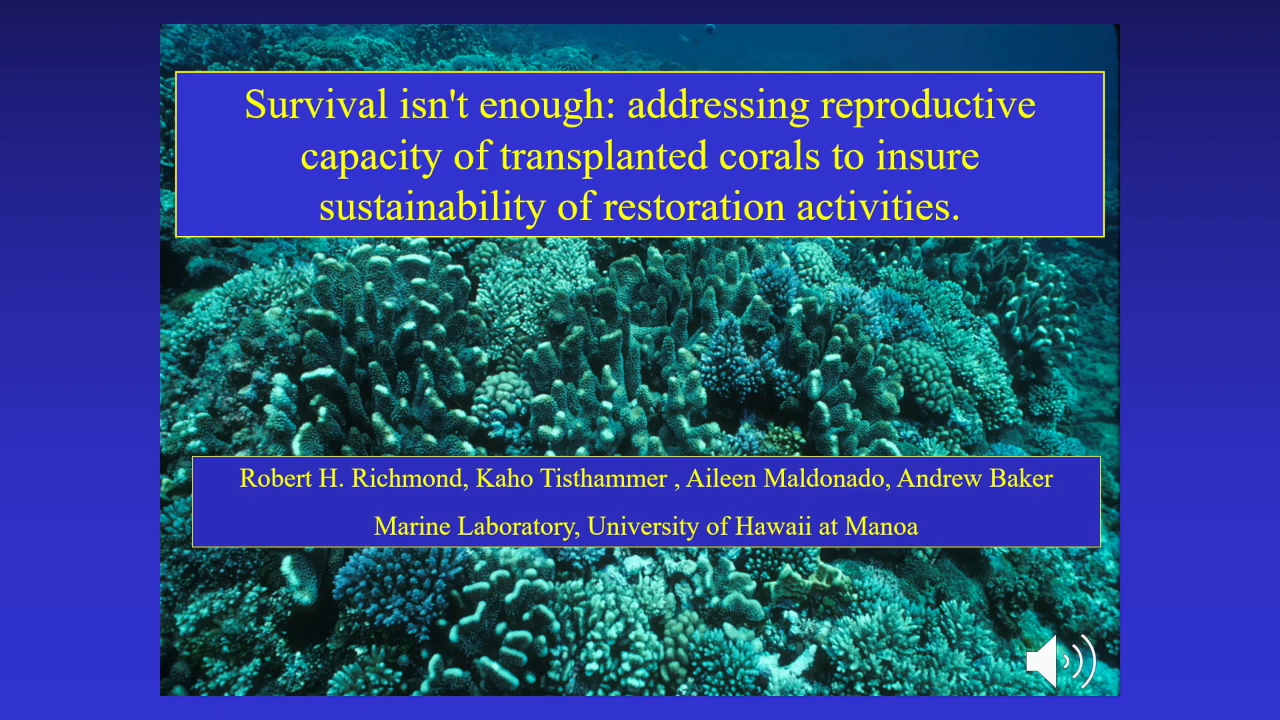 Survival isn't enough: addressing reproductive
capacity of transplanted corals to insure
sustainability of restoration activities.
Robert H. Richmond, Kaho Tisthammer , Aileen Maldonado, Andrew Baker
Marine Laboratory, University of Hawaii at Manoa